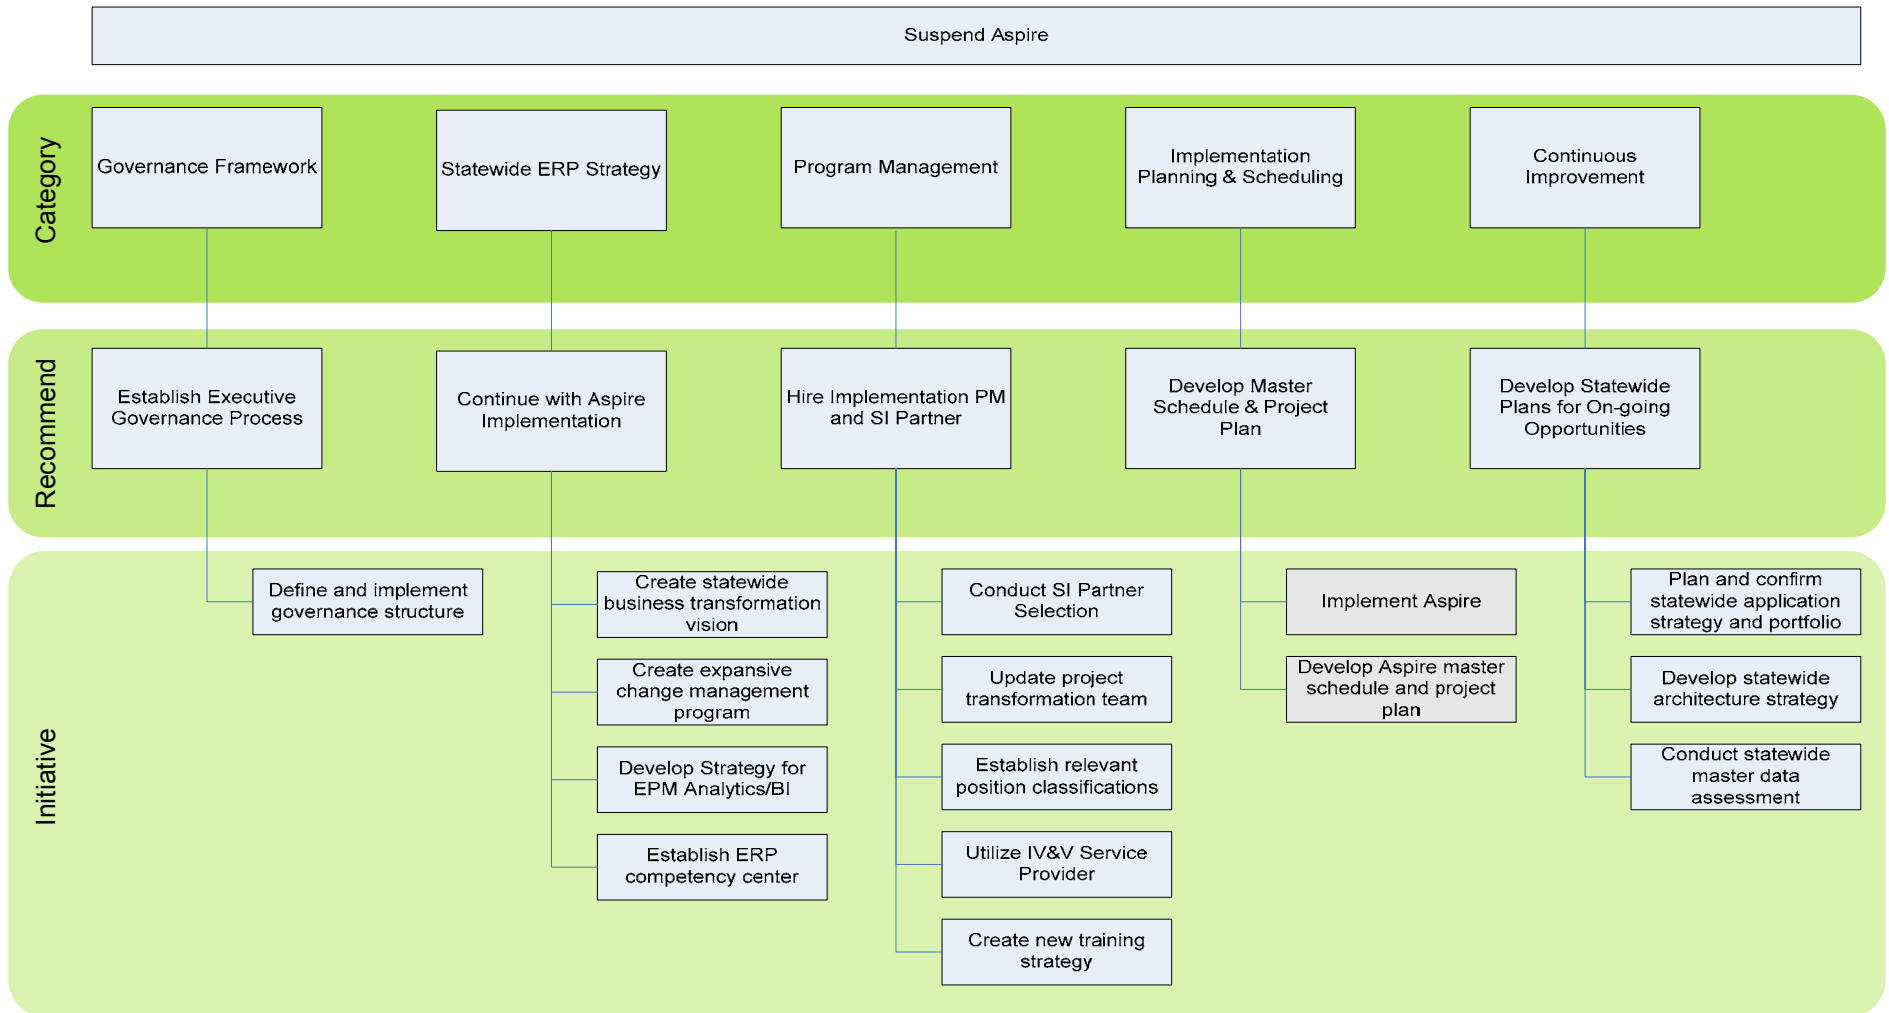 Suspend Aspire
Category
Governance Framework
Statewide ERP Strategy
Program Management
Implementation
Planning & Scheduling
Continuous
Improvement
Recommend
Establish Executive
Governance Process
Continue with Aspire
Implementation
Hire Implementation PM
and SI Partner
Develop Master
Schedule & Project
Plan
Develop Statewide
Plans for On-going
Opportunities
Initiative
Define and implement
governance structure
Create statewide
business transformation
vision
Create expansive
change management
program
Develop Strategy for
EPM Analytics/BI
Establish ERP
competency center
Conduct SI Partner
Selection
Update project
transformation team
Establish relevant
position classifications
Utilize IV&V Service
Provider
Create new training
strategy
Implement Aspire
Develop Aspire master
schedule and project
plan
Plan and confirm
statewide application
strategy and portfolio
Develop statewide
architecture strategy
Conduct statewide
master data
assessment